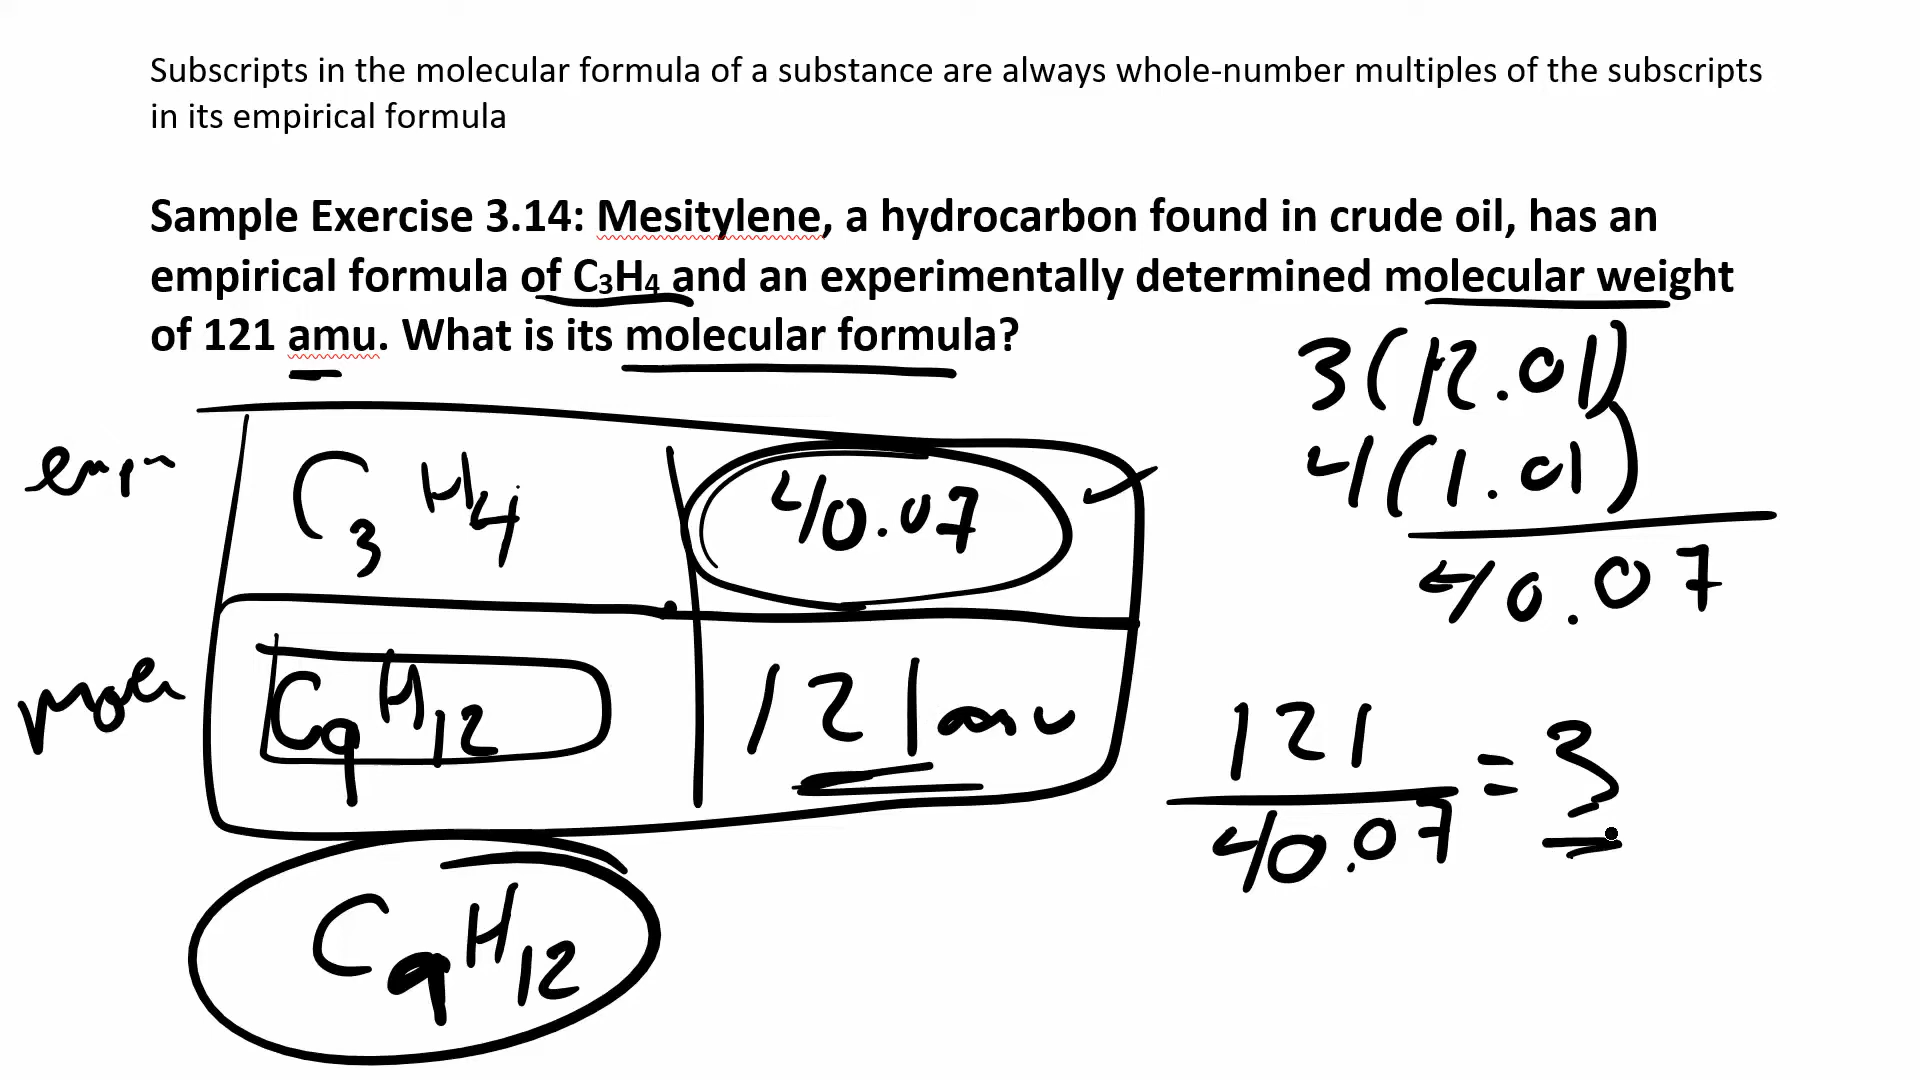 Subscripts in the molecular formula of a substance are always whole-number multiples of the subscripts
in its empirical formula
Sample Exercise 3.14: Mesitylene, a hydrocarbon found in crude oil, has an
empirical formula of C₃H₄ and an experimentally determined molecular weight
of 121 amu. What is its molecular formula?
3(12.01)
4(1.01)
40.07
C₃H₄ 40.07
C₉H₁₂ 121 amu
121
40.07
= 3
C₉H₁₂